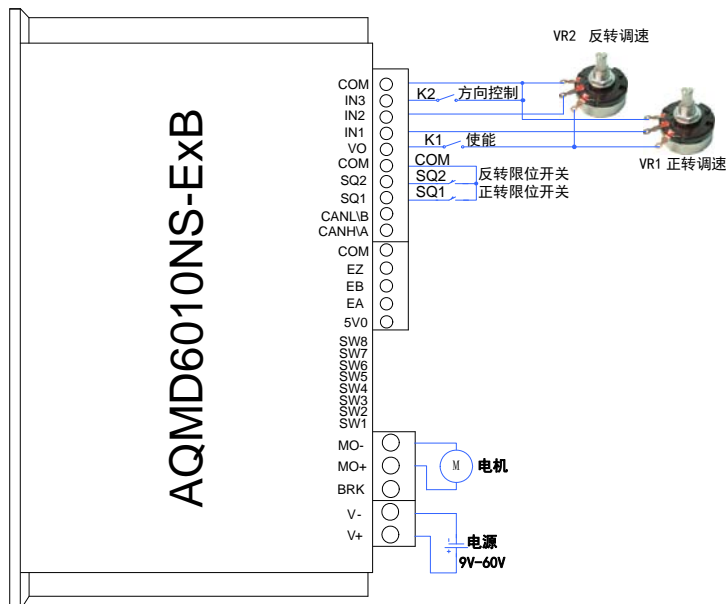 VR2 反转调速
COM
IN3
K2 方向控制
IN2
IN1
VO
K1 使能
VR1 正转调速
COM
COM
SQ2
SQ2 反转限位开关
SQ1
SQ1 正转限位开关
CANL\B
CANH\A
COM
EZ
EB
EA
5V0
SW8
SW7
SW6
SW5
SW4
SW3
SW2
SW1
AQMD6010NS-ExB
MO-
MO+
M 电机
BRK
V-
V+
- 电源
+
9V-60V